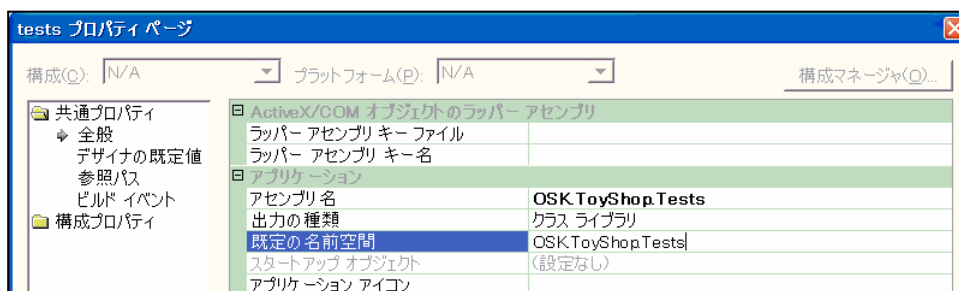 tests プロパティ ページ
構成(C): N/A プラットフォーム(P): N/A 構成マネージャ(O)...
共通プロパティ
全般
デザイナの既定値
参照パス
ビルド イベント
構成プロパティ
ActiveX/COM オブジェクトのラッパー アセンブリ
ラッパー アセンブリ キー ファイル
ラッパー アセンブリ キー名
アプリケーション
アセンブリ名 OSK.ToyShop.Tests
出力の種類 クラス ライブラリ
既定の名前空間 OSK.ToyShop.Tests
スタートアップ オブジェクト (設定なし)
アプリケーション アイコン